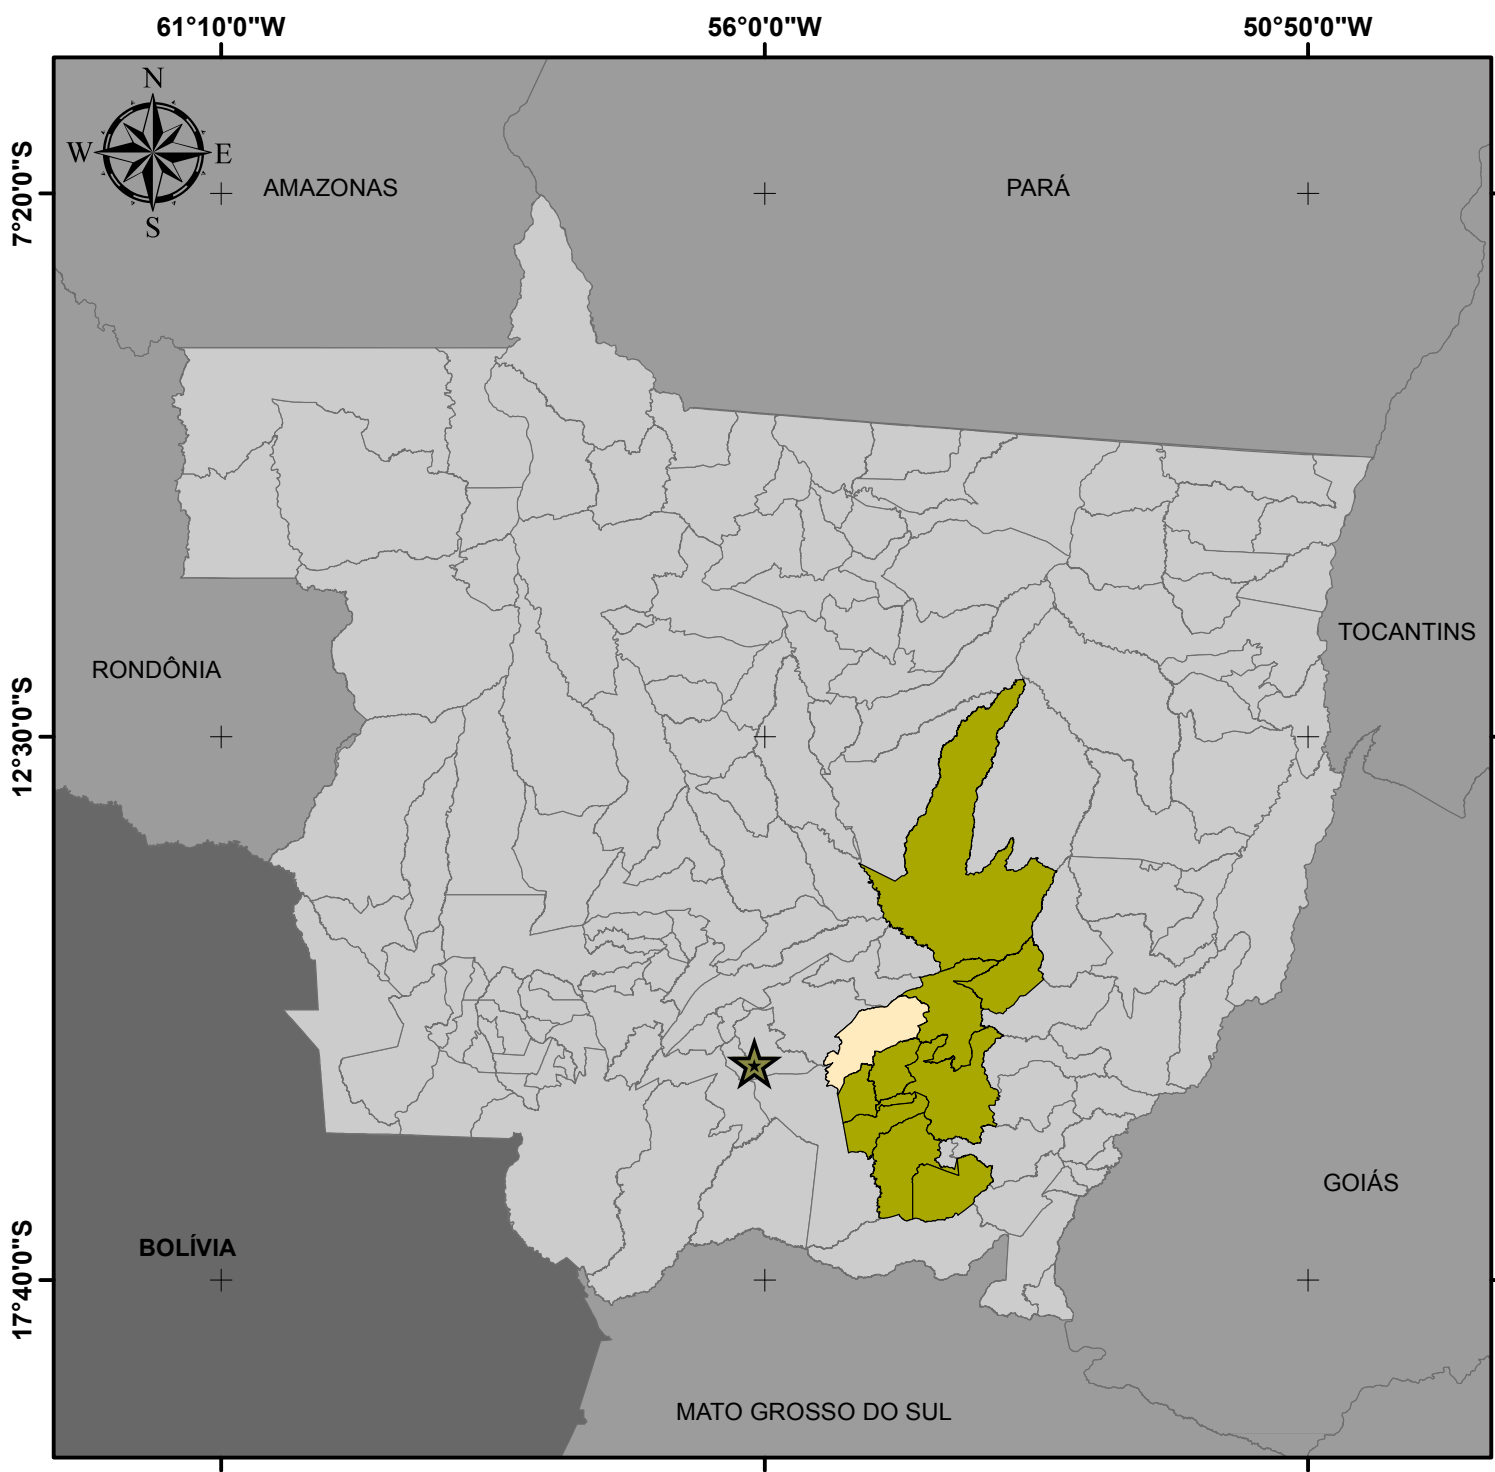 61°10'0"W 56°0'0"W 50°50'0"W
N
W E
S
7°20'0"S
AMAZONAS PARÁ
TOCANTINS
RONDÔNIA
12°30'0"S
GOIÁS
BOLÍVIA
17°40'0"S
MATO GROSSO DO SUL